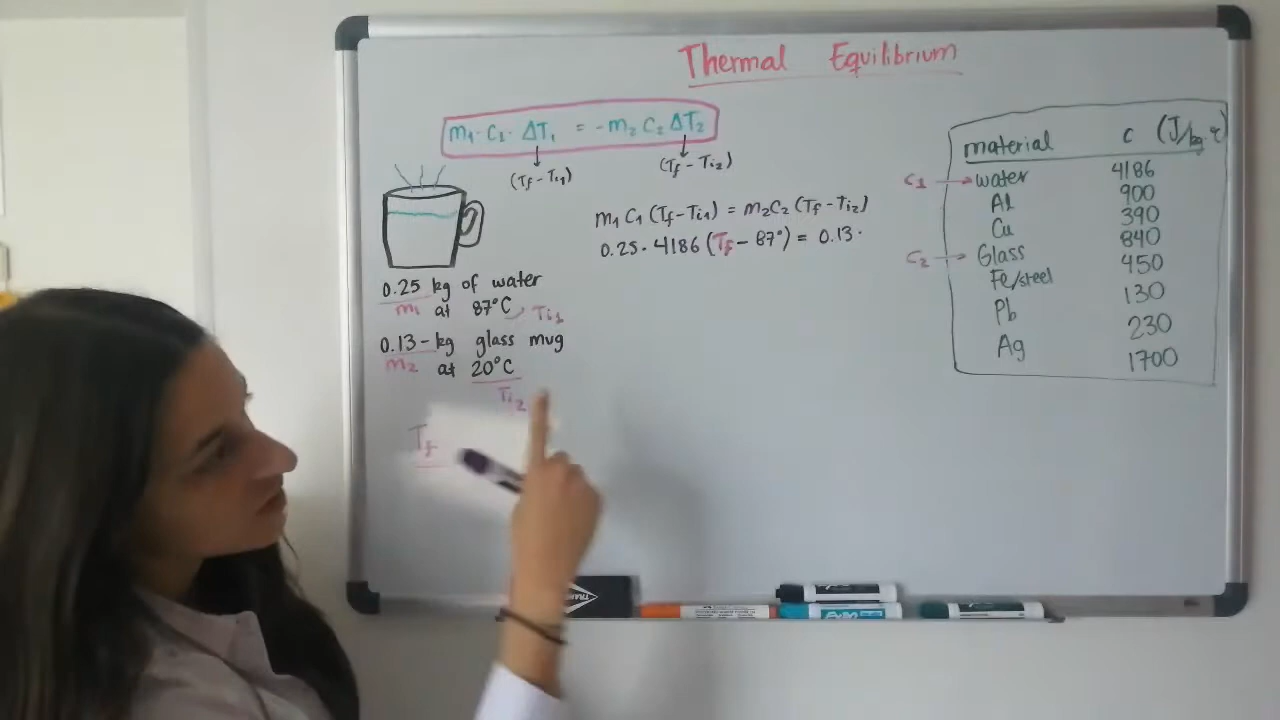 Thermal Equilibrium
m₁·C₁·ΔT₁ = -m₂ C₂ ΔT₂
(Tf - Ti₁)
(Tf - Ti₂)
m₁ C₁ (Tf - Ti₁) = m₂C₂ (Tf - Ti₂)
0.25 · 4186 (Tf - 87°) = 0.13 ·
0.25 kg of water
m₁ at 87°C Ti₁
0.13-kg glass mug
m₂ at 20°C
Ti₂
Tf
material c (J/kg·
C₁ → water 4186
Al 900
Cu 390
C₂ → Glass 840
Fe/steel 450
Pb 130
Ag 230
1700